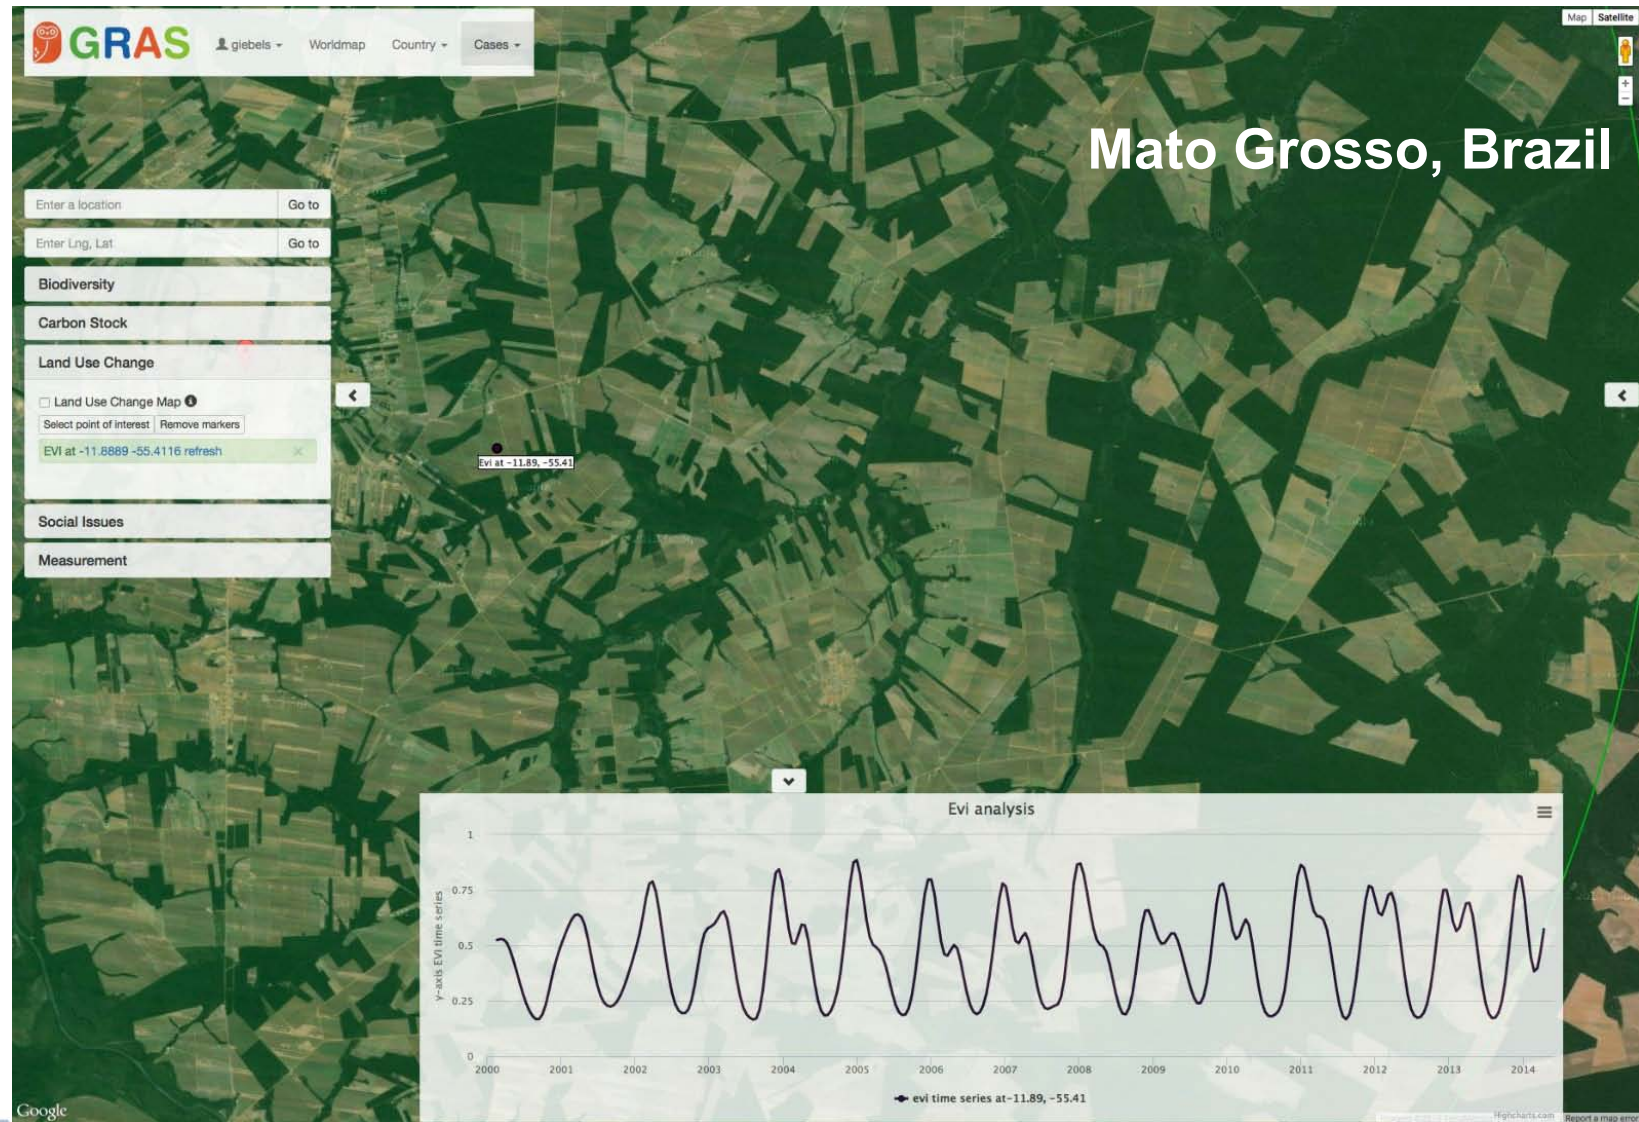 GRAS
giebels
Worldmap
Country
Cases
Map
Satellite
Mato Grosso, Brazil
Enter a location
Go to
Enter Lng, Lat
Go to
Biodiversity
Carbon Stock
Land Use Change
Land Use Change Map
Select point of interest
Remove markers
EVI at -11.8889 -55.4116 refresh
Evi at -11.89, -55.41
Social Issues
Measurement
Evi analysis
y-axis EVI time series
1
0.75
0.5
0.25
0
2000
2001
2002
2003
2004
2005
2006
2007
2008
2009
2010
2011
2012
2013
2014
evi time series at-11.89, -55.41
Google
Highcharts.com
Report a map error